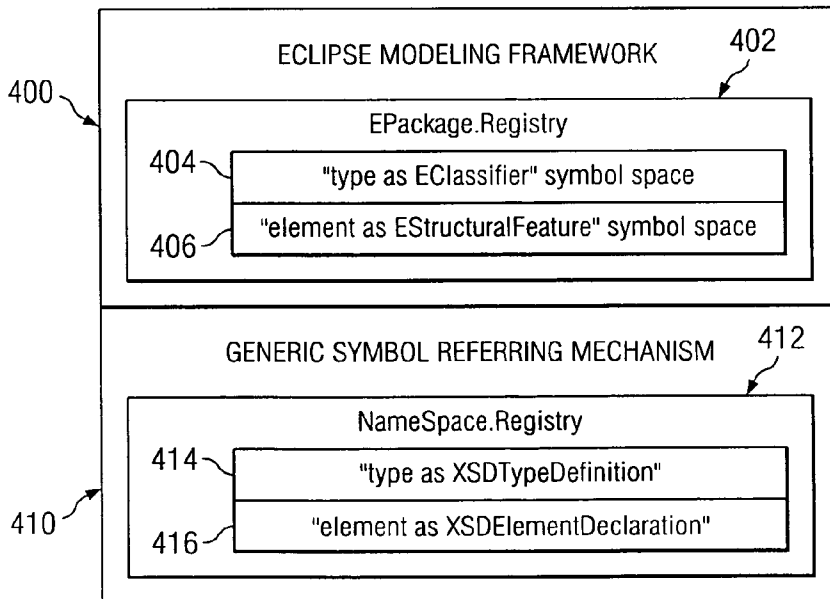 ECLIPSE MODELING FRAMEWORK
402
400
EPackage.Registry
404
"type as EClassifier" symbol space
"element as EStructuralFeature" symbol space
406
GENERIC SYMBOL REFERRING MECHANISM
412
NameSpace.Registry
414
"type as XSDTypeDefinition"
410
416
"element as XSDElementDeclaration"